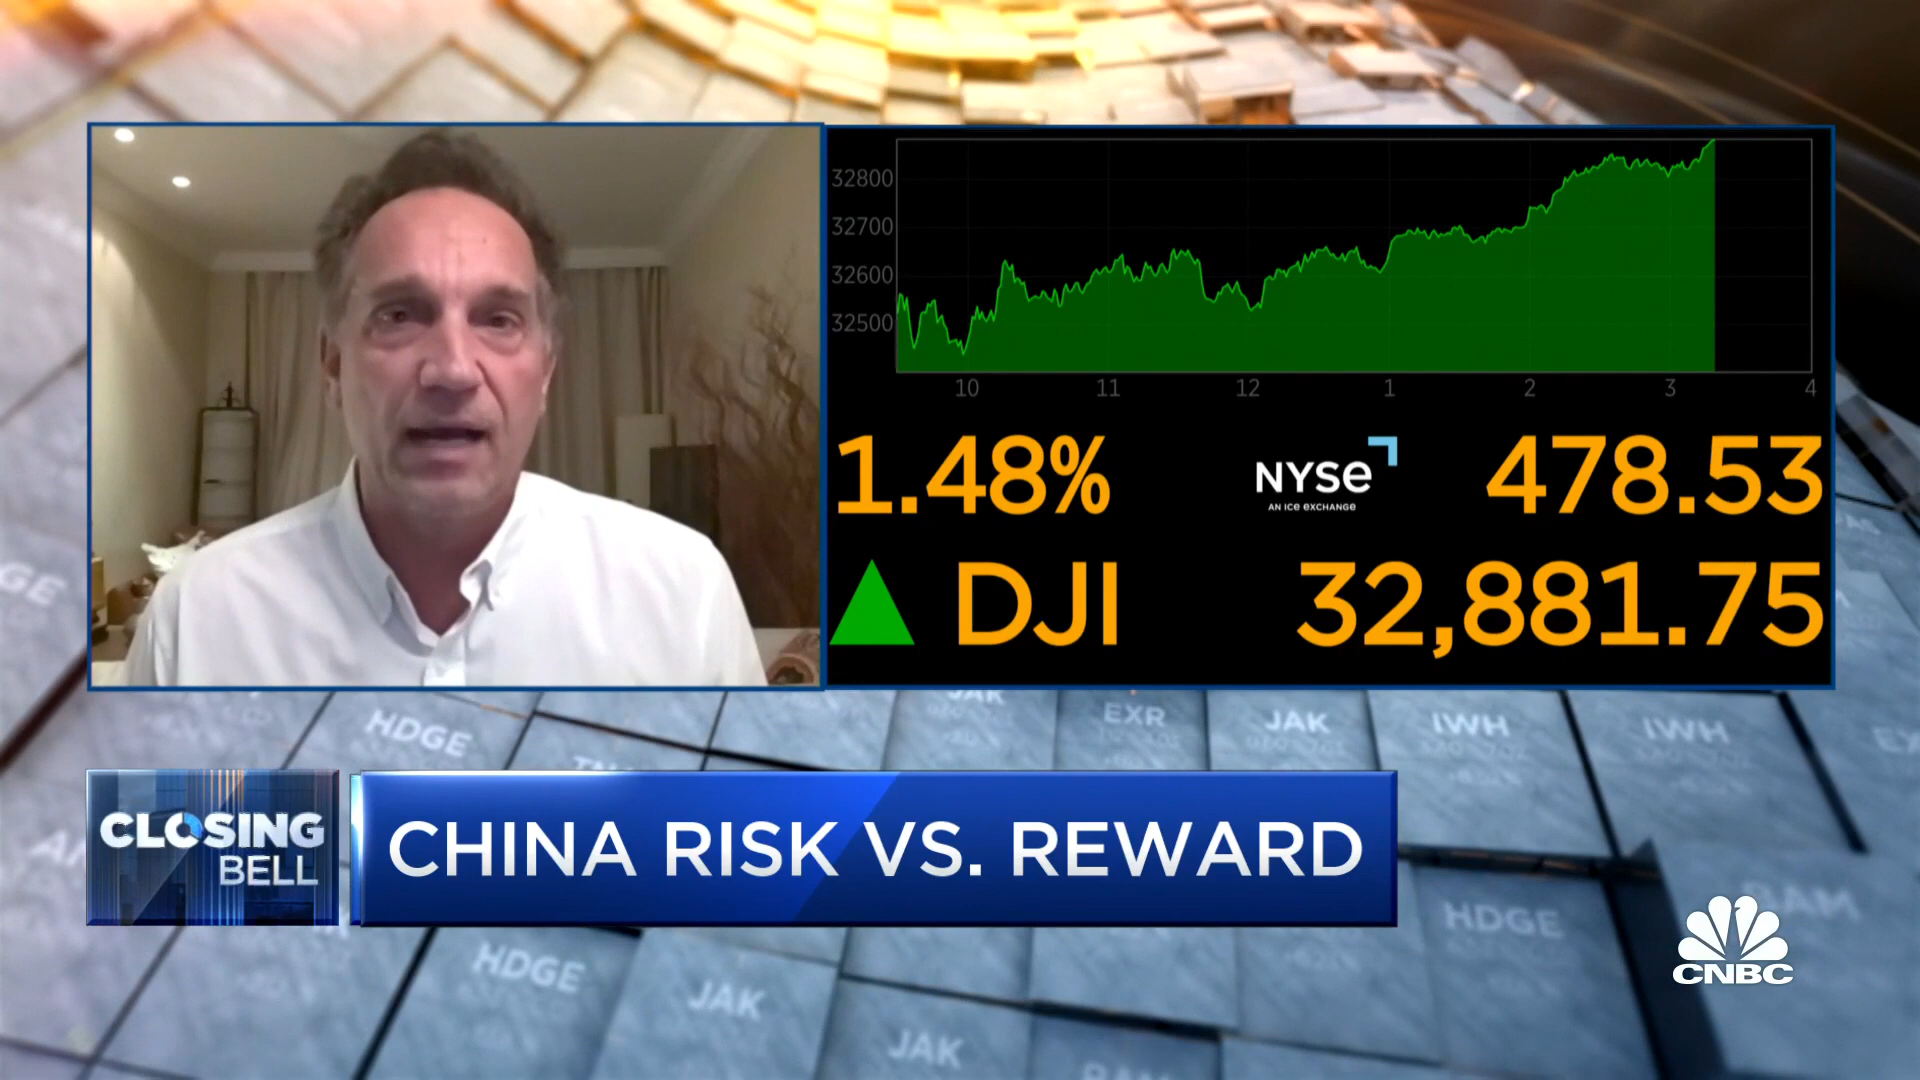 32800
32700
32600
32500
10 11 12 1 2 3 4
1.48% NYSE 478.53
AN ICE EXCHANGE
DJI 32,881.75
JAK
HDGE EXR JAK IWH IWH
CLOSING
BELL
CHINA RISK VS. REWARD
HDGE
HDGE
JAK
JAK
CNBC